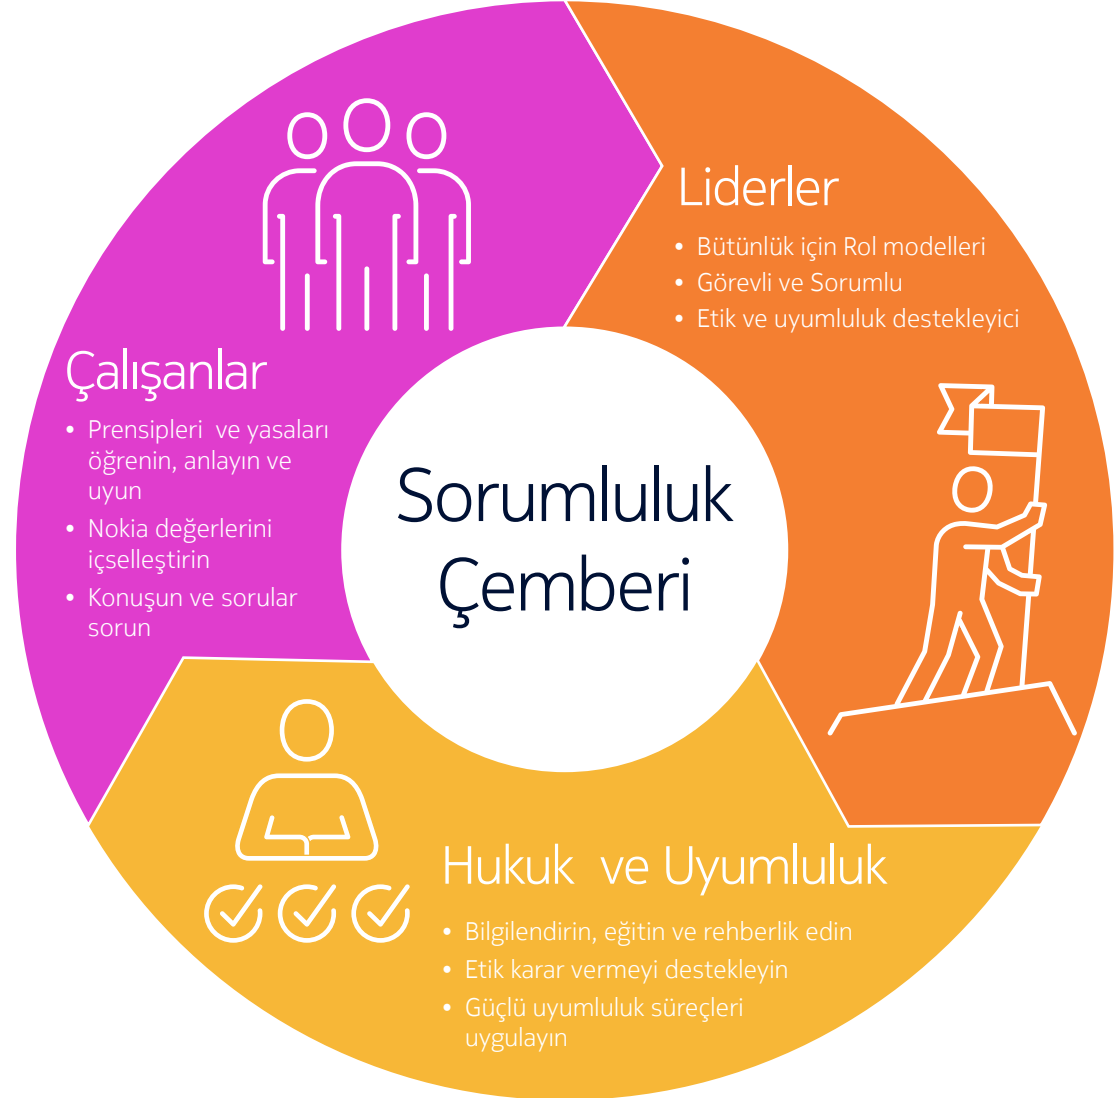 Sorumluluk
Çemberi
Çalışanlar
• Prensipleri ve yasaları
öğrenin, anlayın ve
uyun
• Nokia değerlerini
içselleştirin
• Konuşun ve sorular
sorun
Liderler
• Bütünlük için Rol modelleri
• Görevli ve Sorumlu
• Etik ve uyumluluk destekleyici
Hukuk ve Uyumluluk
• Bilgilendirin, eğitin ve rehberlik edin
• Etik karar vermeyi destekleyin
• Güçlü uyumluluk süreçleri
uygulayın